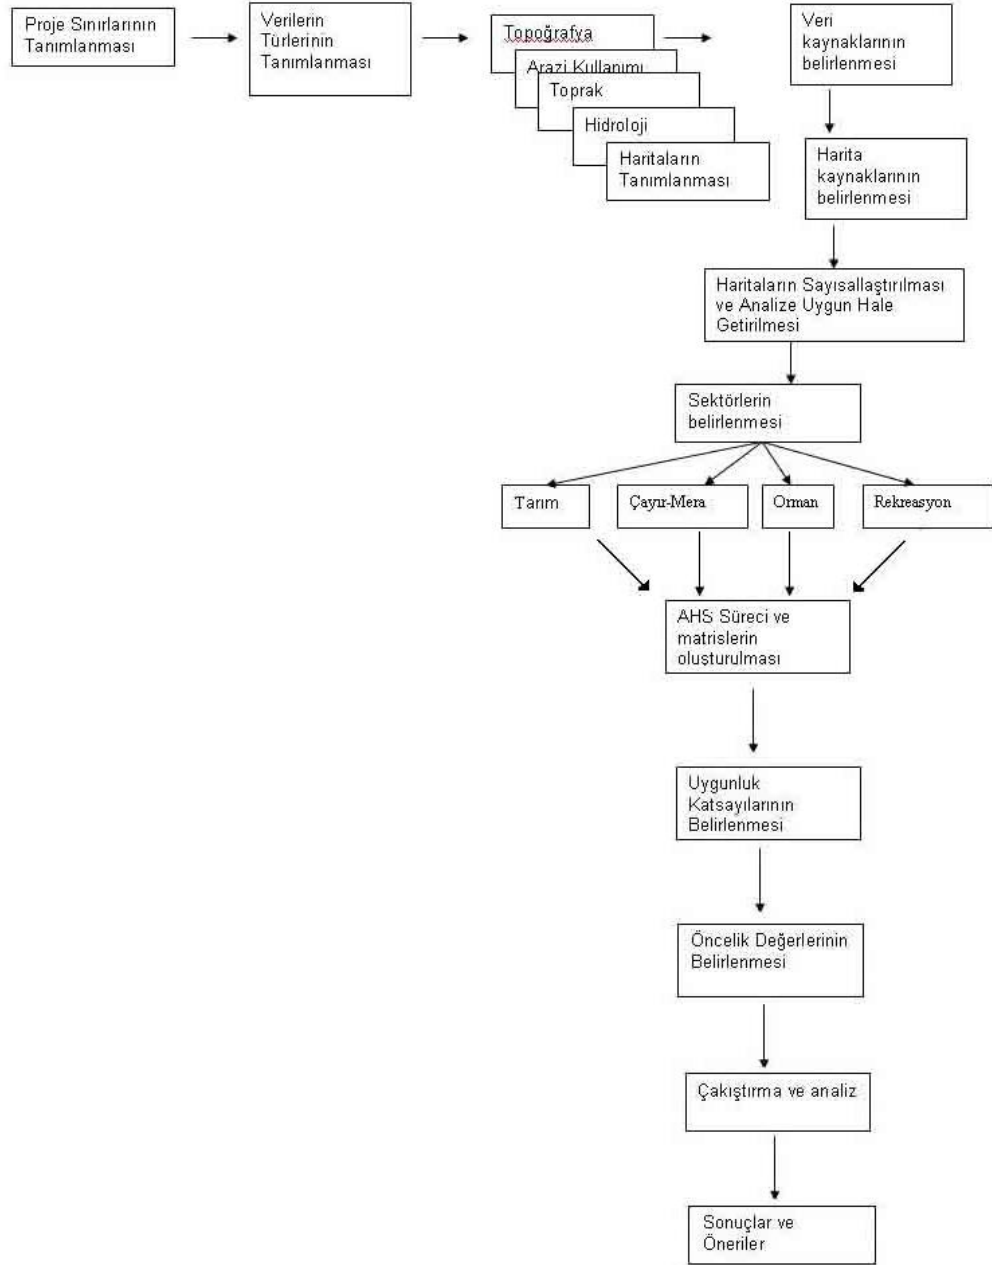 Proje Sınırlarının
Tanımlanması
Verilerin
Türlerinin
Tanımlanması
Topoğrafya
Arazi Kullanımı
Toprak
Hidroloji
Haritaların
Tanımlanması
Veri
kaynaklarının
belirlenmesi
Harita
kaynaklarının
belirlenmesi
Haritaların Sayısallaştırılması
ve Analize Uygun Hale
Getirilmesi
Sektörlerin
belirlenmesi
Tarım
Çayır-Mera
Orman
Rekreasyon
AHS Süreci ve
matrislerin
oluşturulması
Uygunluk
Katsayılarının
Belirlenmesi
Öncelik Değerlerinin
Belirlenmesi
Çakıştırma ve analiz
Sonuçlar ve
Öneriler